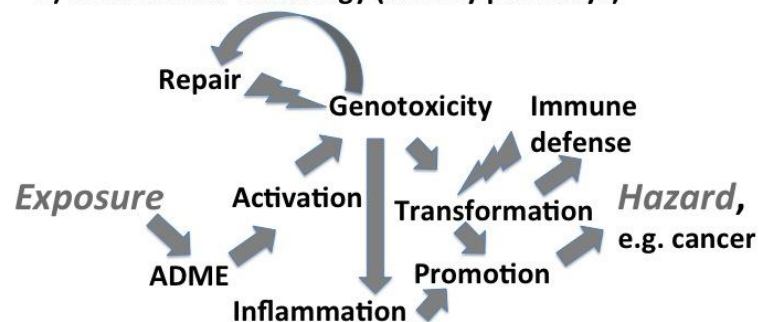 Repair
Genotoxicity
Immune
defense
Exposure
Activation
Transformation
Hazard,
e.g. cancer
ADME
Promotion
Inflammation